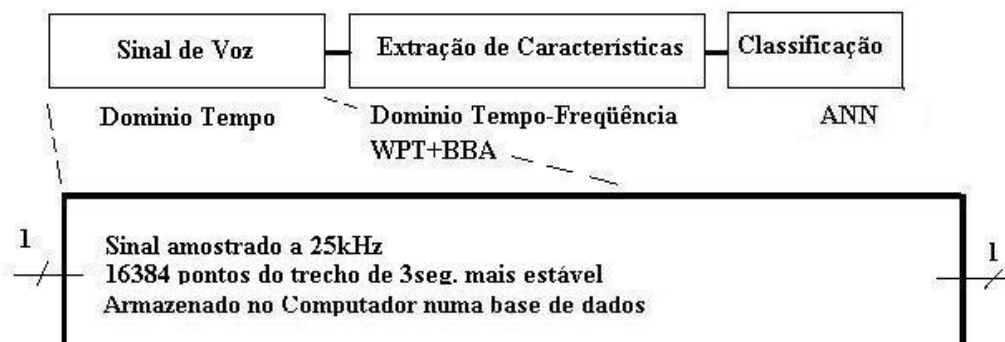 Sinal de Voz
Extração de Características
Classificação
Dominio Tempo
Dominio Tempo-Freqüência
ANN
WPT+BBA
1
Sinal amostrado a 25kHz
1
16384 pontos do trecho de 3seg. mais estável
Armazenado no Computador numa base de dados